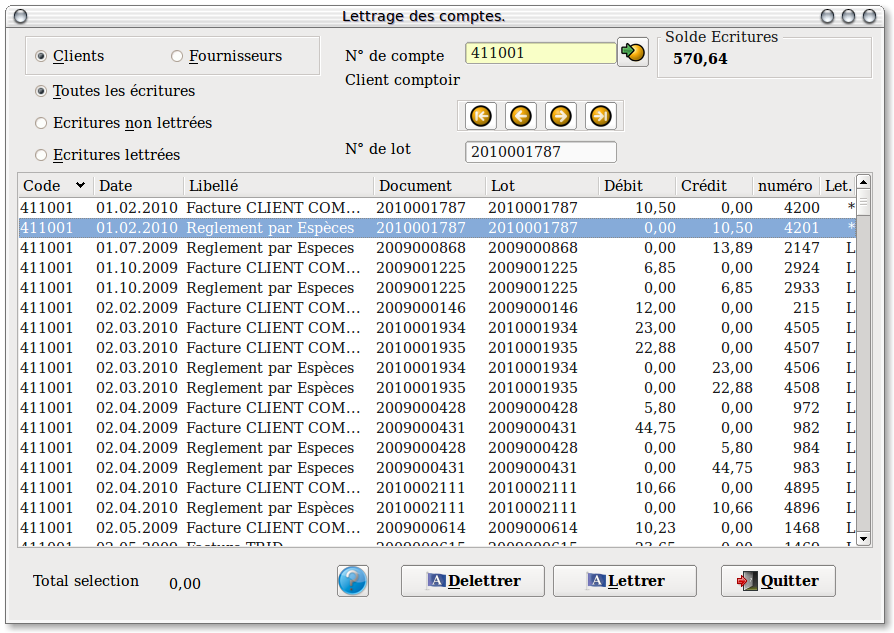 Lettrage des comptes.
Clients Fournisseurs
N° de compte 411001
Solde Ecritures
570,64
Client comptoir
Toutes les écritures
Ecritures non lettrées
Ecritures lettrées
N° de lot 2010001787
Code Date Libellé Document Lot Débit Crédit numéro Let.
411001 01.02.2010 Facture CLIENT COM... 2010001787 2010001787 10,50 0,00 4200 *
411001 01.02.2010 Reglement par Espèces 2010001787 2010001787 0,00 10,50 4201 *
411001 01.07.2009 Reglement par Especes 2009000868 2009000868 0,00 13,89 2147 L
411001 01.10.2009 Facture CLIENT COM... 2009001225 2009001225 6,85 0,00 2924 L
411001 01.10.2009 Reglement par Especes 2009001225 2009001225 0,00 6,85 2933 L
411001 02.02.2009 Facture CLIENT COM... 2009000146 2009000146 12,00 0,00 215 L
411001 02.03.2010 Facture CLIENT COM... 2010001934 2010001934 23,00 0,00 4505 L
411001 02.03.2010 Facture CLIENT COM... 2010001935 2010001935 22,88 0,00 4507 L
411001 02.03.2010 Reglement par Espèces 2010001934 2010001934 0,00 23,00 4506 L
411001 02.03.2010 Reglement par Espèces 2010001935 2010001935 0,00 22,88 4508 L
411001 02.04.2009 Facture CLIENT COM... 2009000428 2009000428 5,80 0,00 972 L
411001 02.04.2009 Facture CLIENT COM... 2009000431 2009000431 44,75 0,00 982 L
411001 02.04.2009 Reglement par Especes 2009000428 2009000428 0,00 5,80 984 L
411001 02.04.2009 Reglement par Especes 2009000431 2009000431 0,00 44,75 983 L
411001 02.04.2010 Facture CLIENT COM... 2010002111 2010002111 10,66 0,00 4895 L
411001 02.04.2010 Reglement par Espèces 2010002111 2010002111 0,00 10,66 4896 L
411001 02.05.2009 Facture CLIENT COM... 2009000614 2009000614 10,23 0,00 1468 L
Total selection 0,00
? A Delettrer A Lettrer Quitter